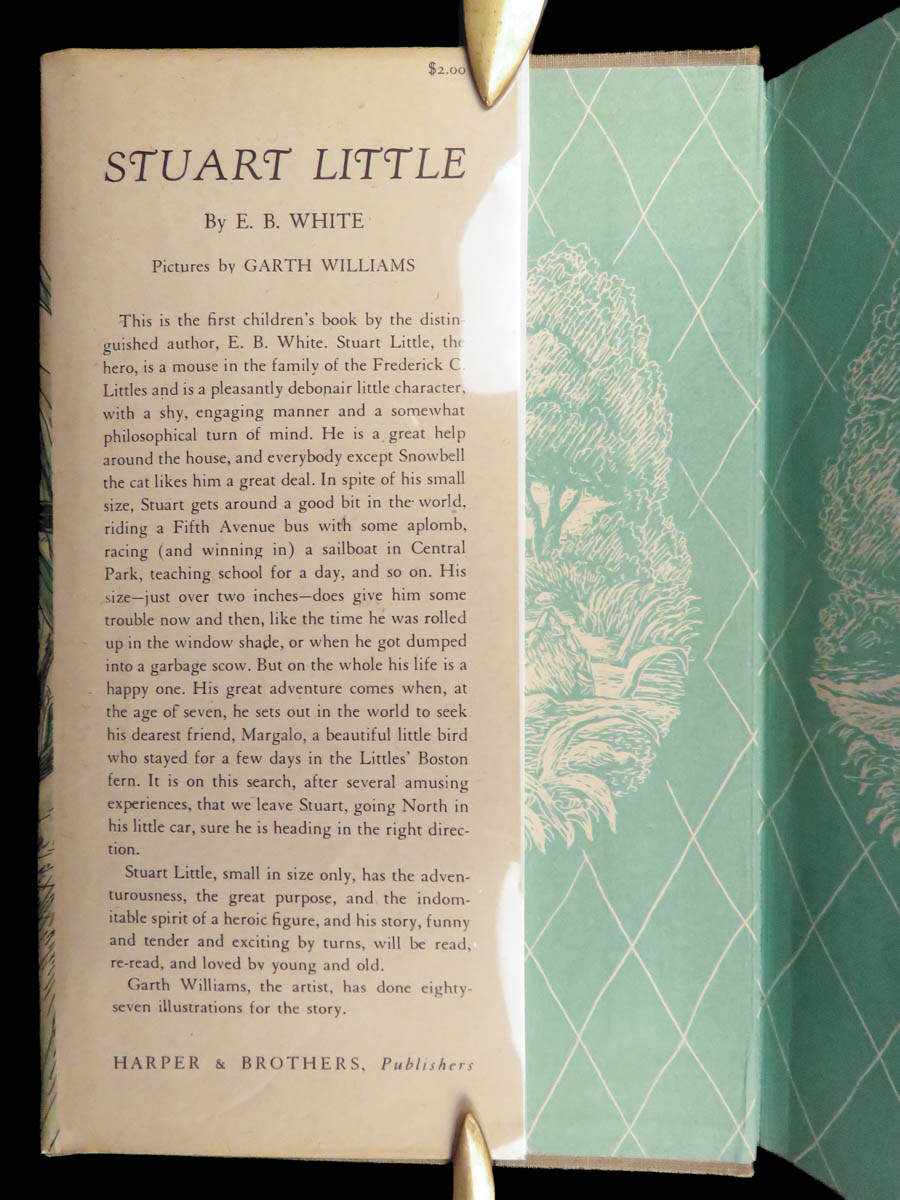 $2.00
STUART LITTLE
By E. B. WHITE
Pictures by GARTH WILLIAMS
This is the first children's book by the distin-
guished author, E. B. White. Stuart Little, the
hero, is a mouse in the family of the Frederick C.
Littles and is a pleasantly debonair little character,
with a shy, engaging manner and a somewhat
philosophical turn of mind. He is a great help
around the house, and everybody except Snowbell
the cat likes him a great deal. In spite of his small
size, Stuart gets around a good bit in the world,
riding a Fifth Avenue bus with some aplomb,
racing (and winning in) a sailboat in Central
Park, teaching school for a day, and so on. His
size—just over two inches—does give him some
trouble now and then, like the time he was rolled
up in the window shade, or when he got dumped
into a garbage scow. But on the whole his life is a
happy one. His great adventure comes when, at
the age of seven, he sets out in the world to seek
his dearest friend, Margalo, a beautiful little bird
who stayed for a few days in the Littles' Boston
fern. It is on this search, after several amusing
experiences, that we leave Stuart, going North in
his little car, sure he is heading in the right direc-
tion.
Stuart Little, small in size only, has the adven-
turousness, the great purpose, and the indom-
itable spirit of a heroic figure, and his story, funny
and tender and exciting by turns, will be read,
re-read, and loved by young and old.
Garth Williams, the artist, has done eighty-
seven illustrations for the story.
HARPER & BROTHERS, Publishers